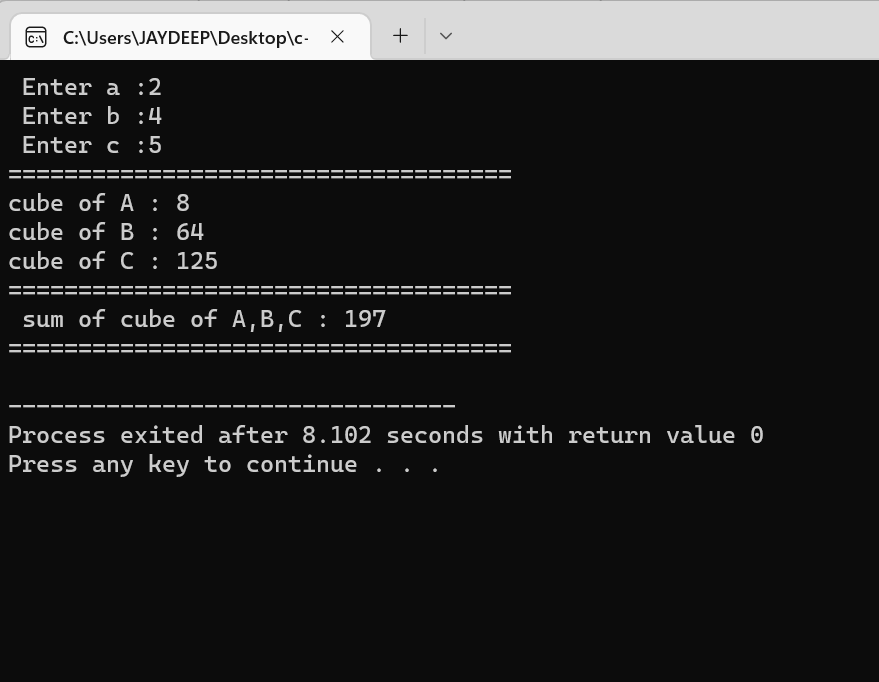 C:\Users\JAYDEEP\Desktop\c-
Enter a :2
Enter b :4
Enter c :5
====================================
cube of A : 8
cube of B : 64
cube of C : 125
====================================
sum of cube of A,B,C : 197
====================================
--------------------------------
Process exited after 8.102 seconds with return value 0
Press any key to continue . . .